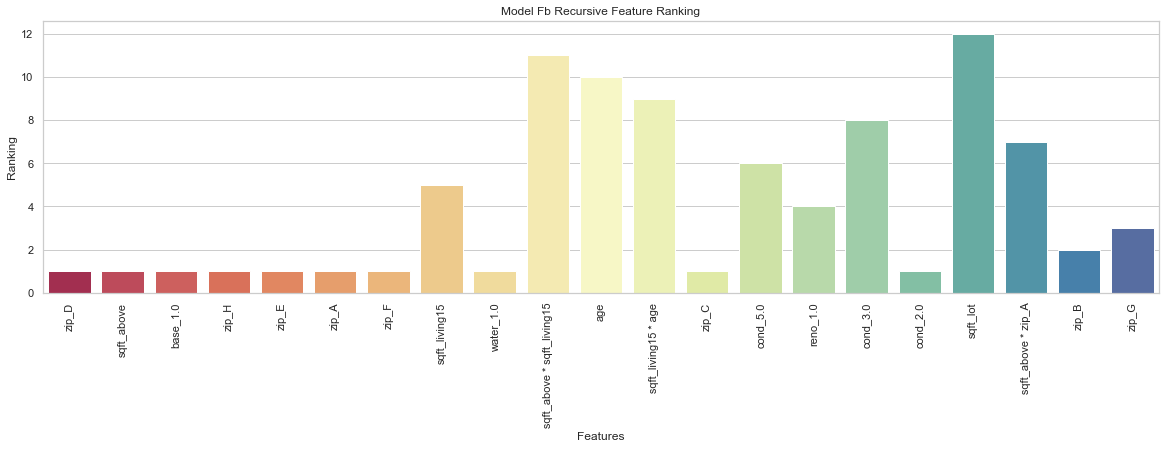 Model Fb Recursive Feature Ranking
Ranking
12
10
8
6
4
2
0
zip_D
sqft_above
base_1.0
zip_H
zip_E
zip_A
zip_F
sqft_living15
water_1.0
sqft_above * sqft_living15
age
sqft_living15 * age
zip_C
cond_5.0
reno_1.0
cond_3.0
cond_2.0
sqft_lot
sqft_above * zip_A
zip_B
zip_G
Features